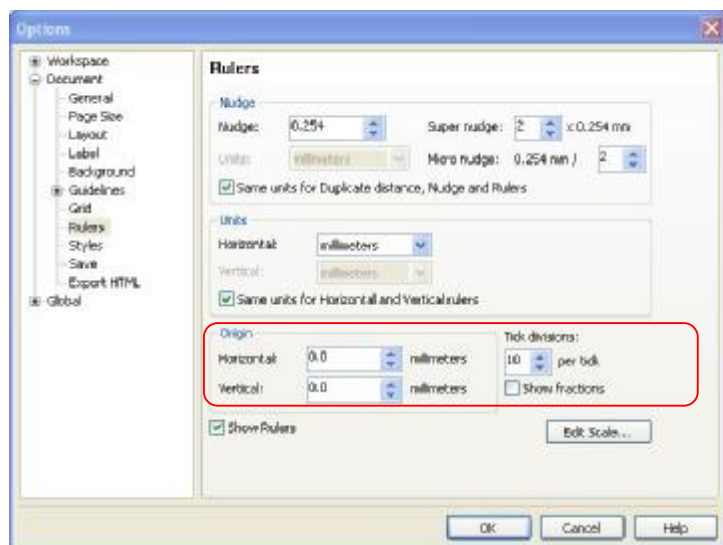 Options
Workspace
Document
General
Page Size
Layout
Label
Background
Guidelines
Grid
Rulers
Styles
Save
Export HTML
Global
Rulers
Nudge
Nudge: 0.254 Super nudge: 2 x 0.254 mm
Units: millimeters Micro nudge: 0.254 mm / 2
Same units for Duplicate distance, Nudge and Rulers
Units
Horizontal: millimeters
Vertical: millimeters
Same units for Horizontal and Vertical rulers
Origin Tick divisions:
Horizontal: 0.0 millimeters 10 per tick
Vertical: 0.0 millimeters Show fractions
Show Rulers Edit Scale...
OK Cancel Help